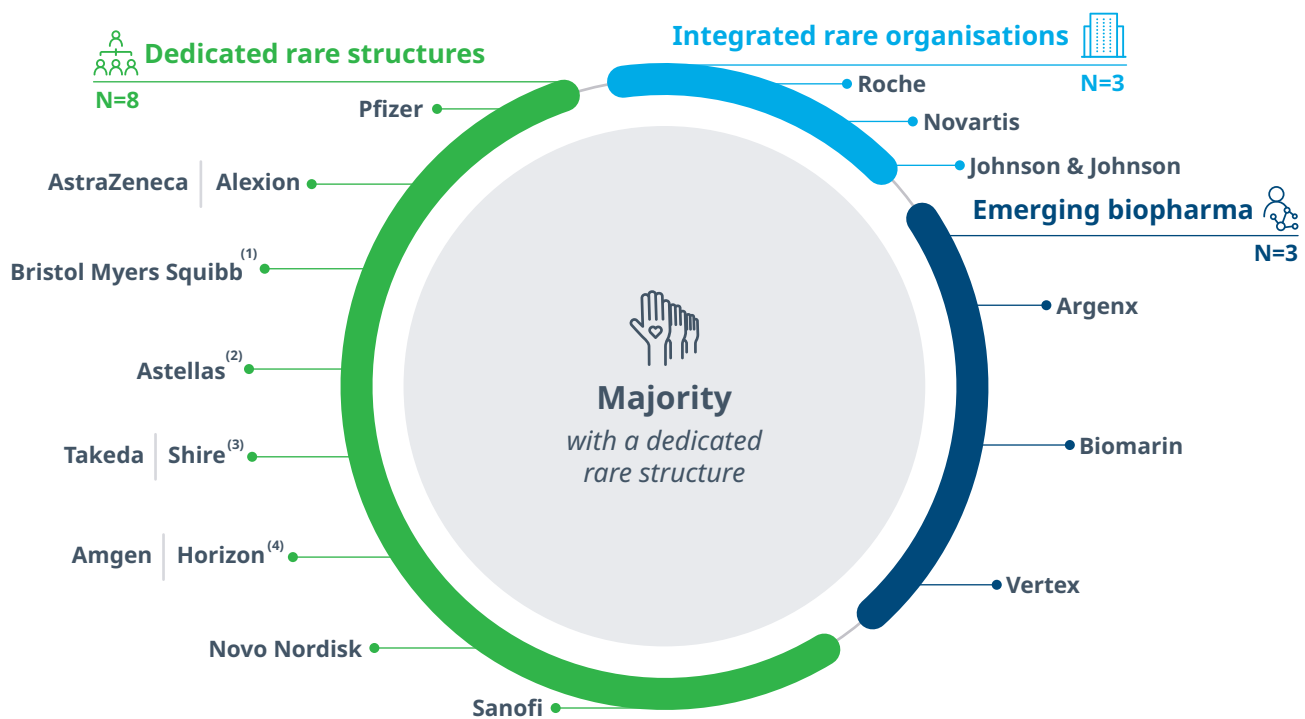 Dedicated rare structures
N=8
Pfizer
AstraZeneca | Alexion
Bristol Myers Squibb(1)
Astellas(2)
Takeda | Shire(3)
Amgen | Horizon(4)
Novo Nordisk
Sanofi
Integrated rare organisations
N=3
Roche
Novartis
Johnson & Johnson
Emerging biopharma
N=3
Argenx
Biomarin
Vertex
Majority
with a dedicated
rare structure